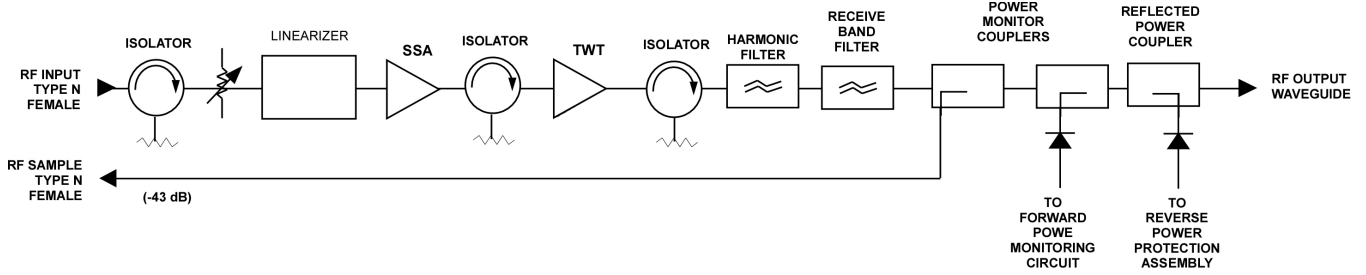 RF INPUT
TYPE N
FEMALE
ISOLATOR
LINEARIZER
SSA
ISOLATOR
TWT
ISOLATOR
HARMONIC
FILTER
RECEIVE
BAND
FILTER
POWER
MONITOR
COUPLERS
REFLECTED
POWER
COUPLER
RF OUTPUT
WAVEGUIDE
RF SAMPLE
TYPE N
FEMALE
(-43 dB)
TO
FORWARD
POWE
MONITORING
CIRCUIT
TO
REVERSE
POWER
PROTECTION
ASSEMBLY